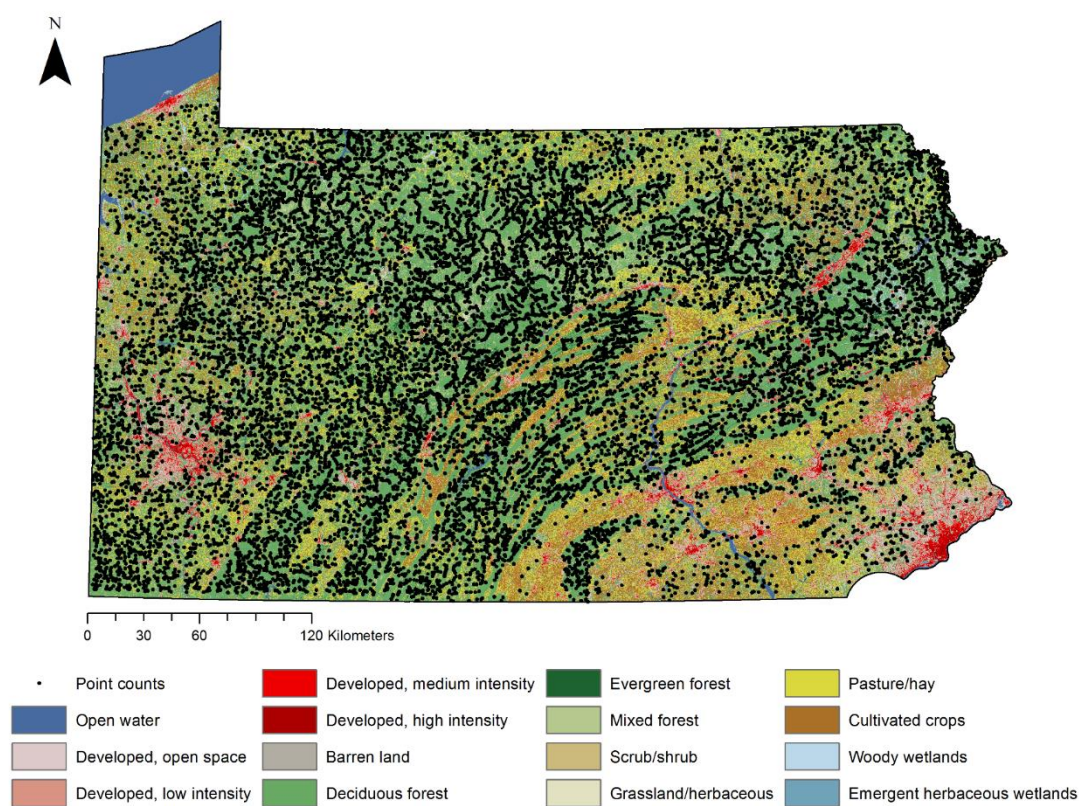 N
0 30 60 120 Kilometers
Point counts
Open water
Developed, open space
Developed, low intensity
Developed, medium intensity
Developed, high intensity
Barren land
Deciduous forest
Evergreen forest
Mixed forest
Scrub/shrub
Grassland/herbaceous
Pasture/hay
Cultivated crops
Woody wetlands
Emergent herbaceous wetlands